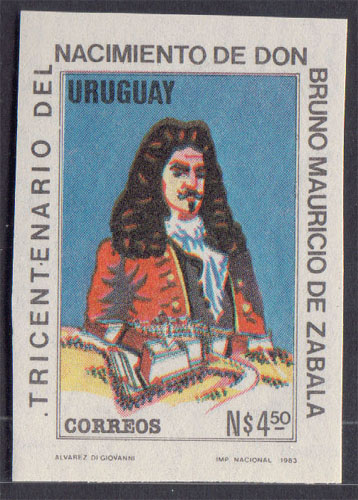 .TRICENTENARIO DEL
NACIMIENTO DE DON
BRUNO MAURICIO DE ZABALA
URUGUAY
CORREOS
N$4.50
ALVAREZ DI GIOVANNI
IMP. NACIONAL 1983